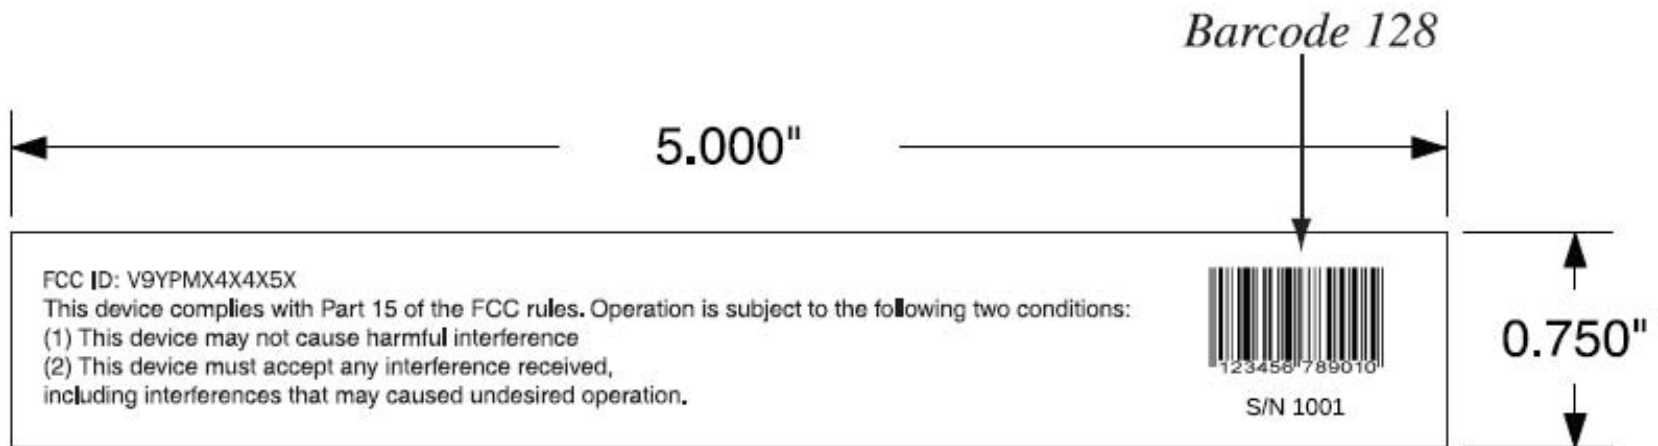 Barcode 128
5.000"
FCC ID: V9YPMX4X4X5X
This device complies with Part 15 of the FCC rules. Operation is subject to the following two conditions:
(1) This device may not cause harmful interference
(2) This device must accept any interference received,
including interferences that may caused undesired operation.
123456 789010
S/N 1001
0.750"